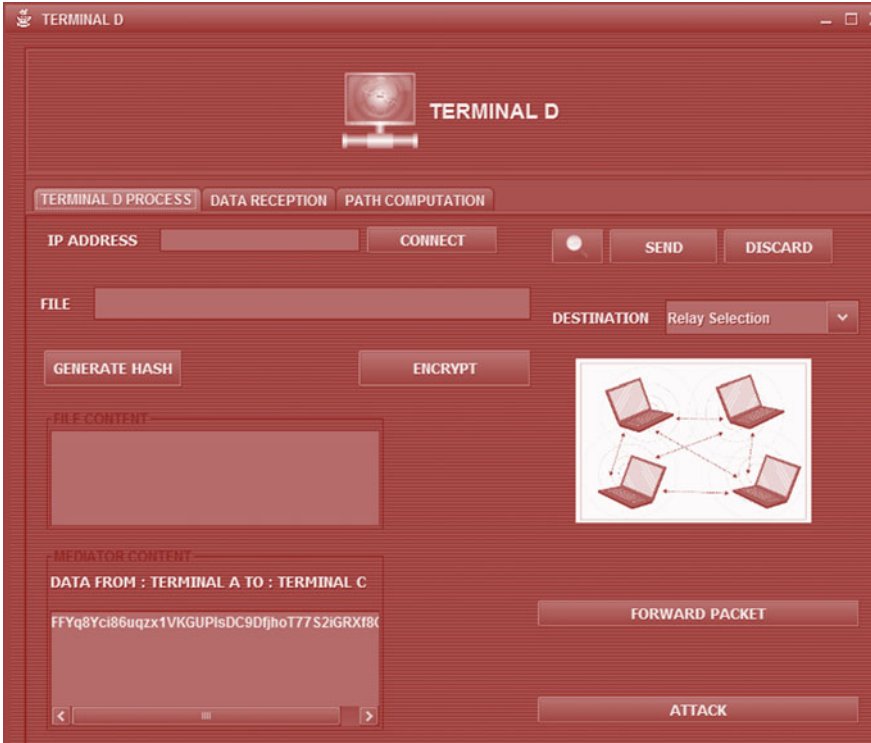 TERMINAL D
TERMINAL D
TERMINAL D PROCESS DATA RECEPTION PATH COMPUTATION
IP ADDRESS CONNECT SEND DISCARD
FILE
DESTINATION Relay Selection
GENERATE HASH ENCRYPT
FILE CONTENT
MEDIATOR CONTENT
DATA FROM : TERMINAL A TO : TERMINAL C
FORWARD PACKET
ATTACK